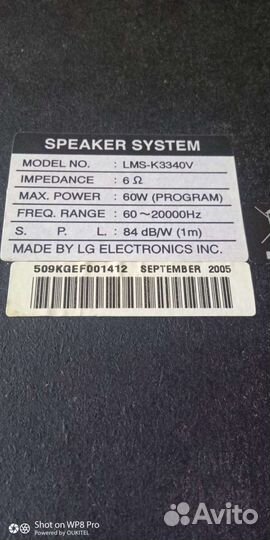 SPEAKER SYSTEM
MODEL NO. : LMS-K3340V
IMPEDANCE : 6 Ω
MAX. POWER : 60W (PROGRAM)
FREQ. RANGE : 60～20000Hz
S. P. L. : 84 dB/W (1m)
MADE BY LG ELECTRONICS INC.
509KGEF001412 SEPTEMBER 2005
Shot on WP8 Pro
Powered by OUKITEL
Avito